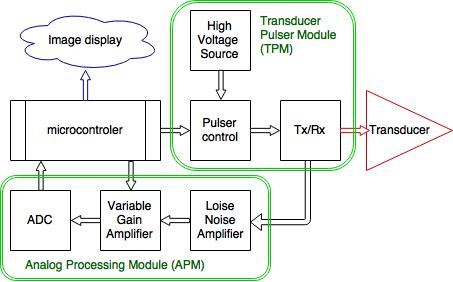 Image display
High
Voltage
Source
Transducer
Pulser Module
(TPM)
microcontroler
Pulser
control
Tx/Rx
Transducer
ADC
Variable
Gain
Amplifier
Loise
Noise
Amplifier
Analog Processing Module (APM)